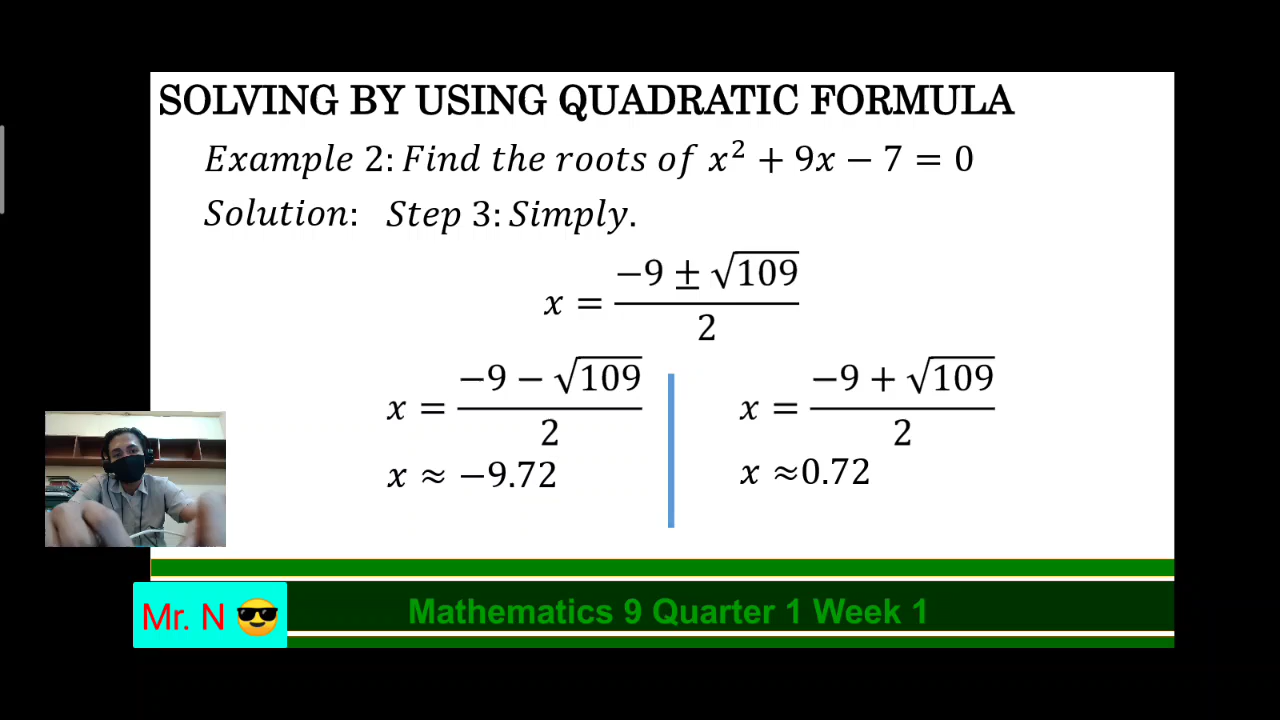 SOLVING BY USING QUADRATIC FORMULA
Example 2: Find the roots of x² + 9x − 7 = 0
Solution: Step 3: Simply.
x = (−9 ± √109) / 2
x = (−9 − √109) / 2
x ≈ −9.72
x = (−9 + √109) / 2
x ≈0.72
Mr. N 😎
Mathematics 9 Quarter 1 Week 1